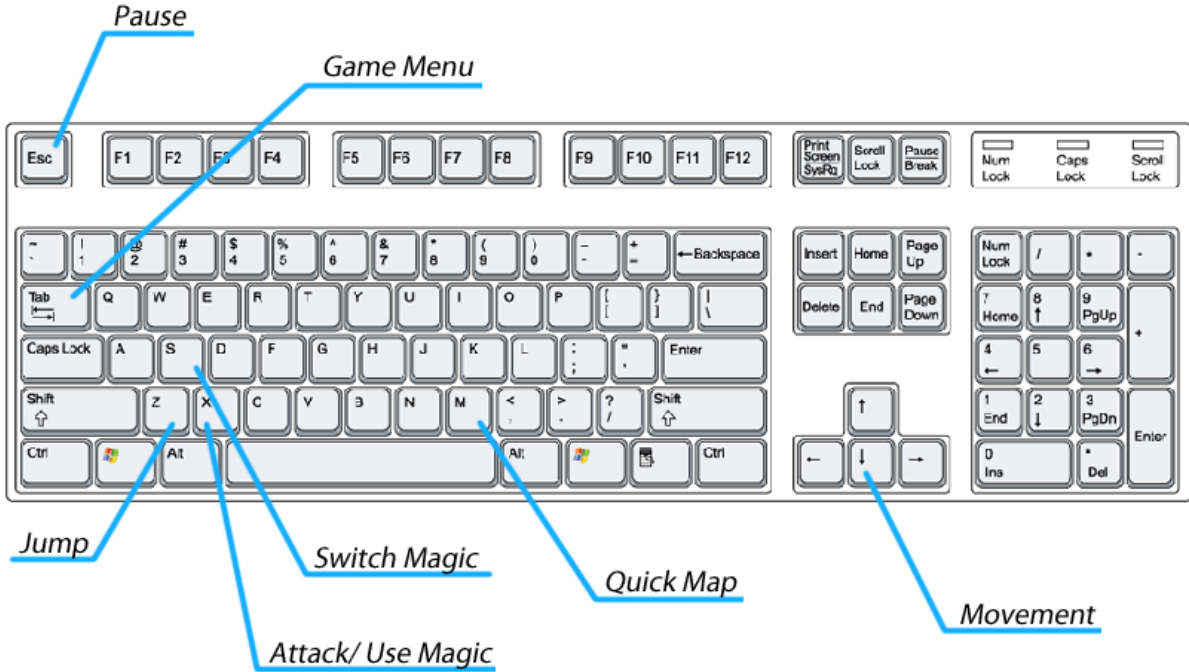 Pause
Game Menu
Esc F1 F2 F3 F4 F5 F6 F7 F8 F9 F10 F11 F12 Print Screen SysRq Scroll Lock Pause Break Num Lock Caps Lock Scroll Lock
~ ` ! 1 @ 2 # 3 $ 4 % 5 ^ 6 & 7 * 8 ( 9 ) 0 _ - + = ←Backspace Insert Home Page Up Num Lock / * -
Tab Q W E R T Y U I O P { [ } ] | \ Delete End Page Down 7 Home 8 ↑ 9 PgUp +
Caps Lock A S D F G H J K L : ; " ' Enter 4 ← 5 6 →
Shift Z X C V B N M < , > . ? / Shift ↑ 1 End 2 ↓ 3 PgDn Enter
Ctrl Alt Alt Ctrl ← ↓ → 0 Ins . Del
Jump
Switch Magic
Quick Map
Movement
Attack/ Use Magic